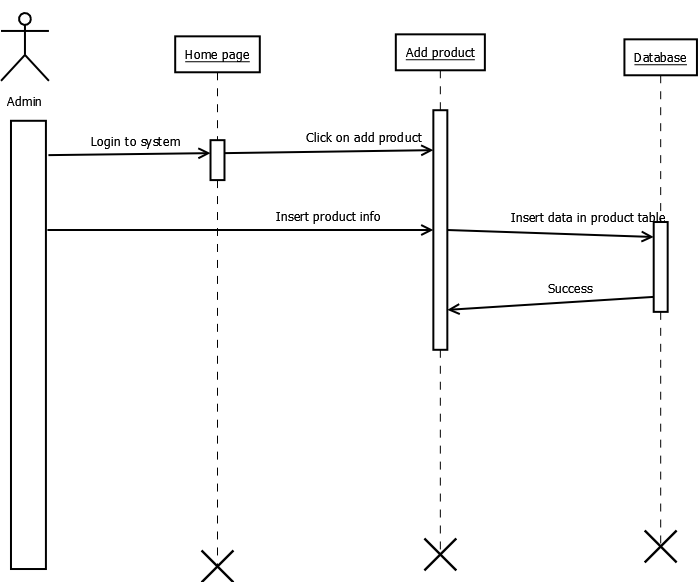 Home page
Add product
Database
Admin
Login to system
Click on add product
Insert product info
Insert data in product table
Success